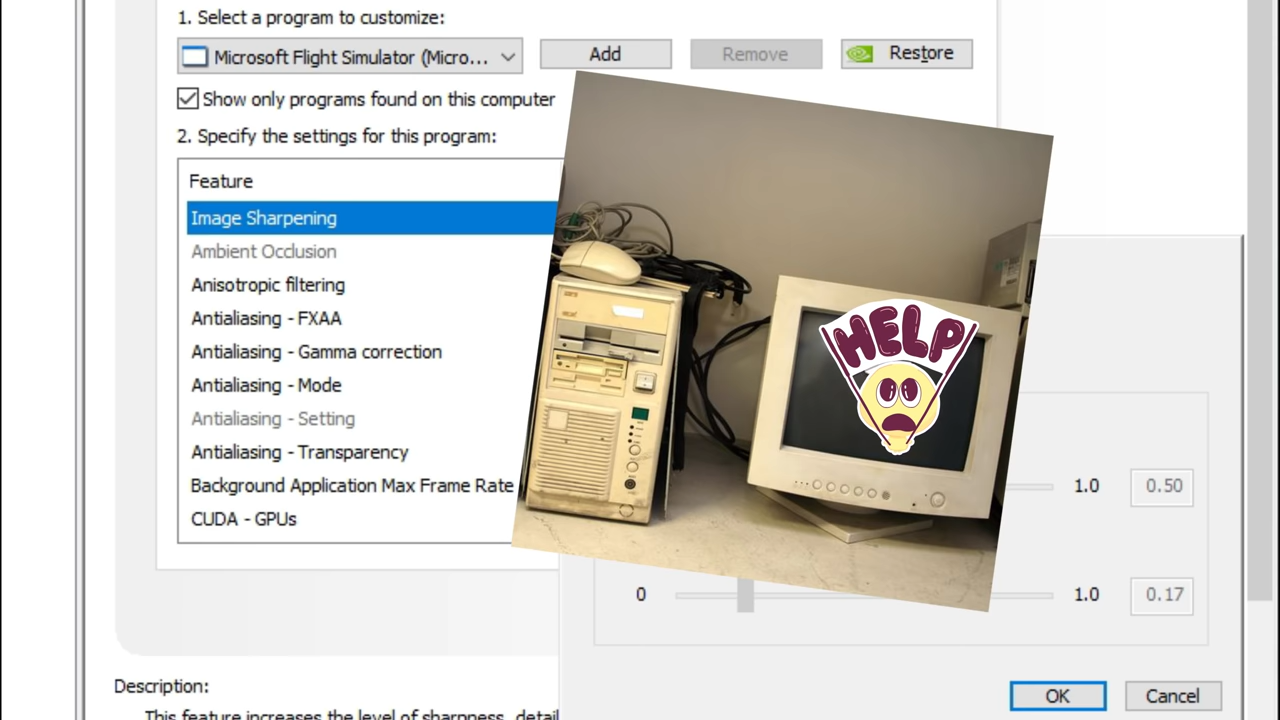 1. Select a program to customize:
Microsoft Flight Simulator (Micro...
Add
Remove
Restore
Show only programs found on this computer
2. Specify the settings for this program:
Feature
Image Sharpening
Ambient Occlusion
Anisotropic filtering
Antialiasing - FXAA
Antialiasing - Gamma correction
Antialiasing - Mode
Antialiasing - Setting
Antialiasing - Transparency
Background Application Max Frame Rate
CUDA - GPUs
HELP
1.0
0.50
0
1.0
0.17
OK
Cancel
Description:
This feature increases the level of sharpness, detail